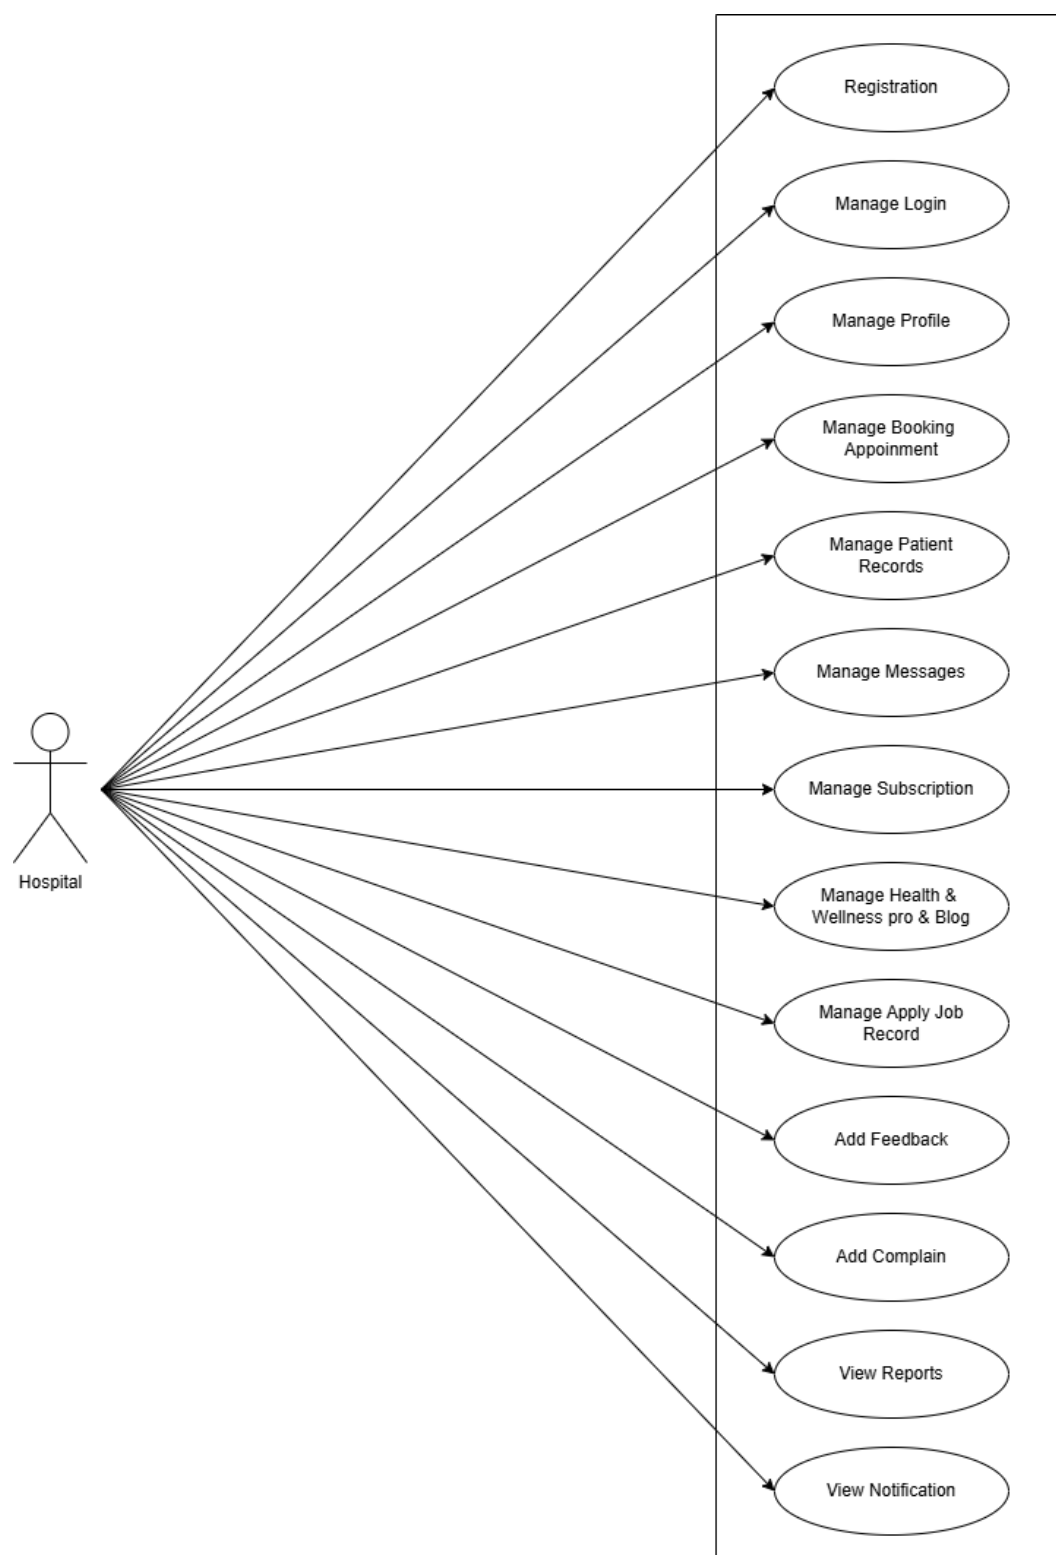 Registration
Manage Login
Manage Profile
Manage Booking
Appoinment
Manage Patient
Records
Manage Messages
Manage Subscription
Hospital
Manage Health &
Wellness pro & Blog
Manage Apply Job
Record
Add Feedback
Add Complain
View Reports
View Notification